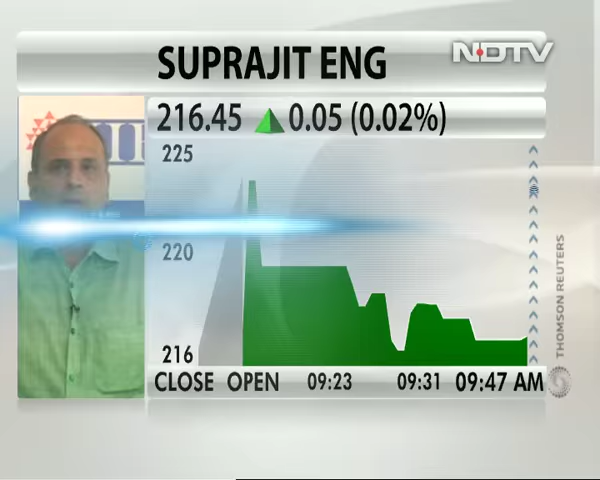 SUPRAJIT ENG
NDTV
216.45 0.05 (0.02%)
225
220
216
CLOSE OPEN 09:23 09:31 09:47 AM
THOMSON REUTERS